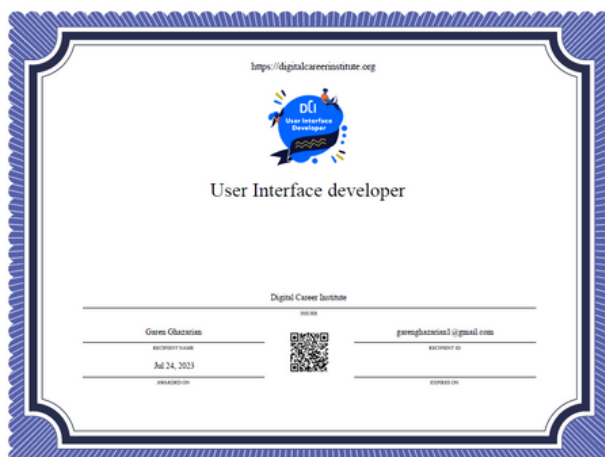 https://digitalcareerinstitute.org
DCI
User Interface
Developer
User Interface developer
Digital Career Institute
ISSUER
Garen Ghazarian
garenghazarian1@gmail.com
RECIPIENT NAME
RECIPIENT ID
Jul 24, 2023
AWARDED ON
EXPIRES ON